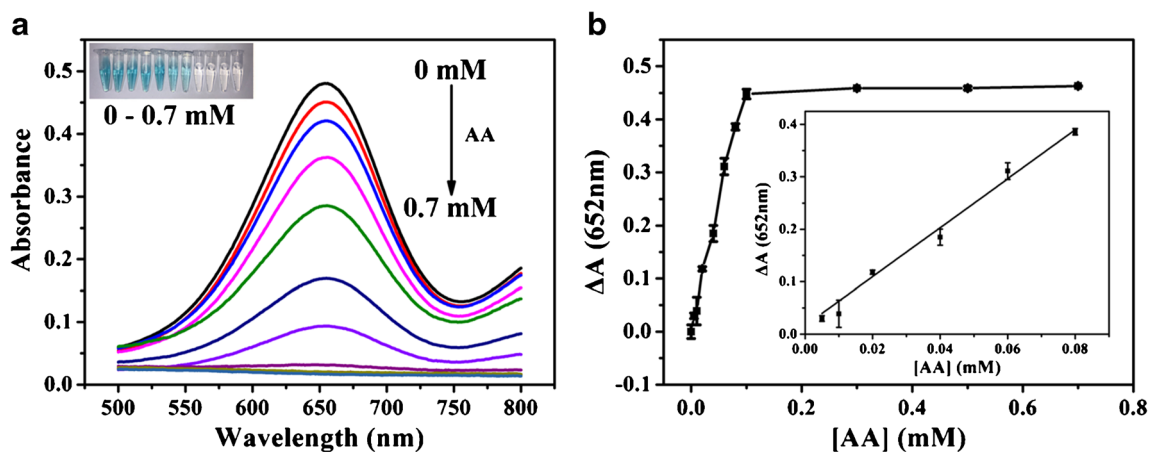 a
0 - 0.7 mM
0 mM
AA
0.7 mM
0.5
0.4
0.3
0.2
0.1
0.0
Absorbance
500 550 600 650 700 750 800
Wavelength (nm)
b
0.5
0.4
0.3
0.2
0.1
0.0
-0.1
ΔA (652nm)
0.0 0.2 0.4 0.6 0.8
[AA] (mM)
0.4
0.3
0.2
0.1
0.0
ΔA (652nm)
0.02 0.04 0.06 0.08
[AA] (mM)